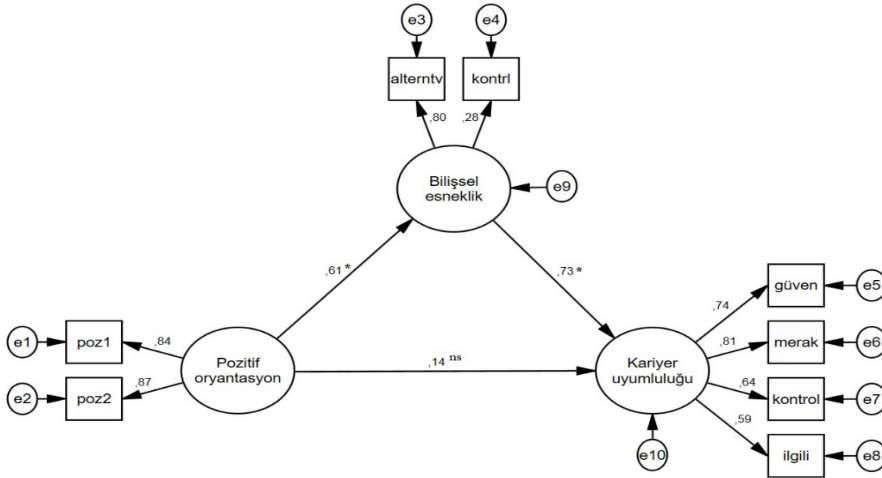 e3
e4
alterntv
kontrl
,80
,28
Bilişsel
esneklik
e9
,61 *
,73 *
güven
e5
,74
e1
poz1
,84
merak
e6
,81
Pozitif
oryantasyon
,14 ns
Kariyer
uyumluluğu
e2
poz2
,87
,64
kontrol
e7
,59
e10
ilgili
e8